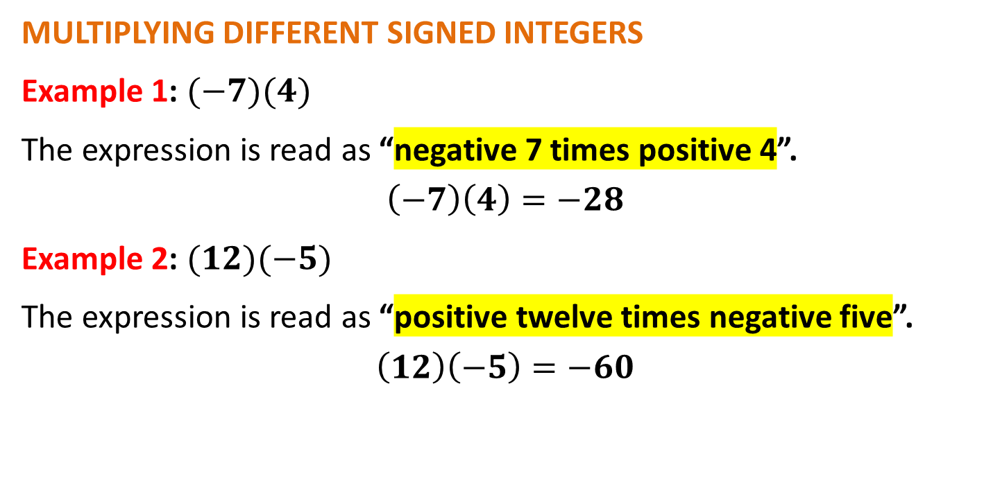 MULTIPLYING DIFFERENT SIGNED INTEGERS
Example 1: (−7)(4)
The expression is read as “negative 7 times positive 4”.
(−7)(4) = −28
Example 2: (12)(−5)
The expression is read as “positive twelve times negative five”.
(12)(−5) = −60